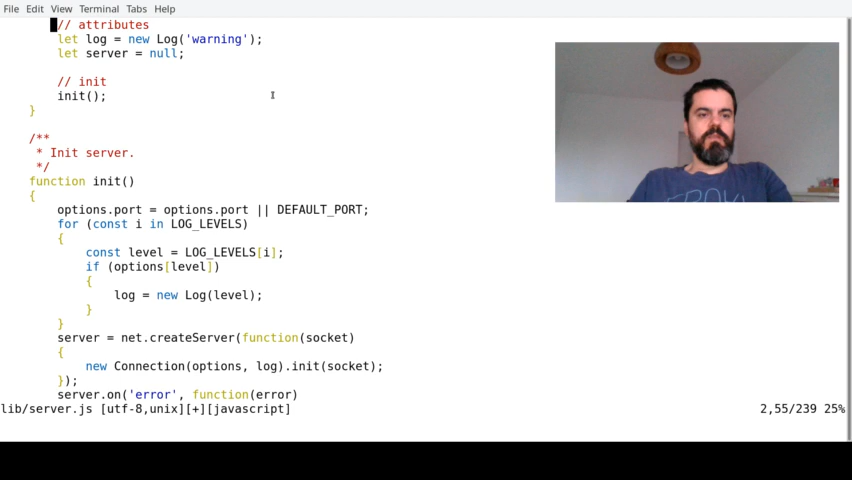 File Edit View Terminal Tabs Help
// attributes
let log = new Log('warning');
let server = null;
// init
init();
}
/**
* Init server.
*/
function init()
{
options.port = options.port || DEFAULT_PORT;
for (const i in LOG_LEVELS)
{
const level = LOG_LEVELS[i];
if (options[level])
{
log = new Log(level);
}
}
server = net.createServer(function(socket)
{
new Connection(options, log).init(socket);
});
server.on('error', function(error)
lib/server.js [utf-8,unix][+][javascript] 2,55/239 25%